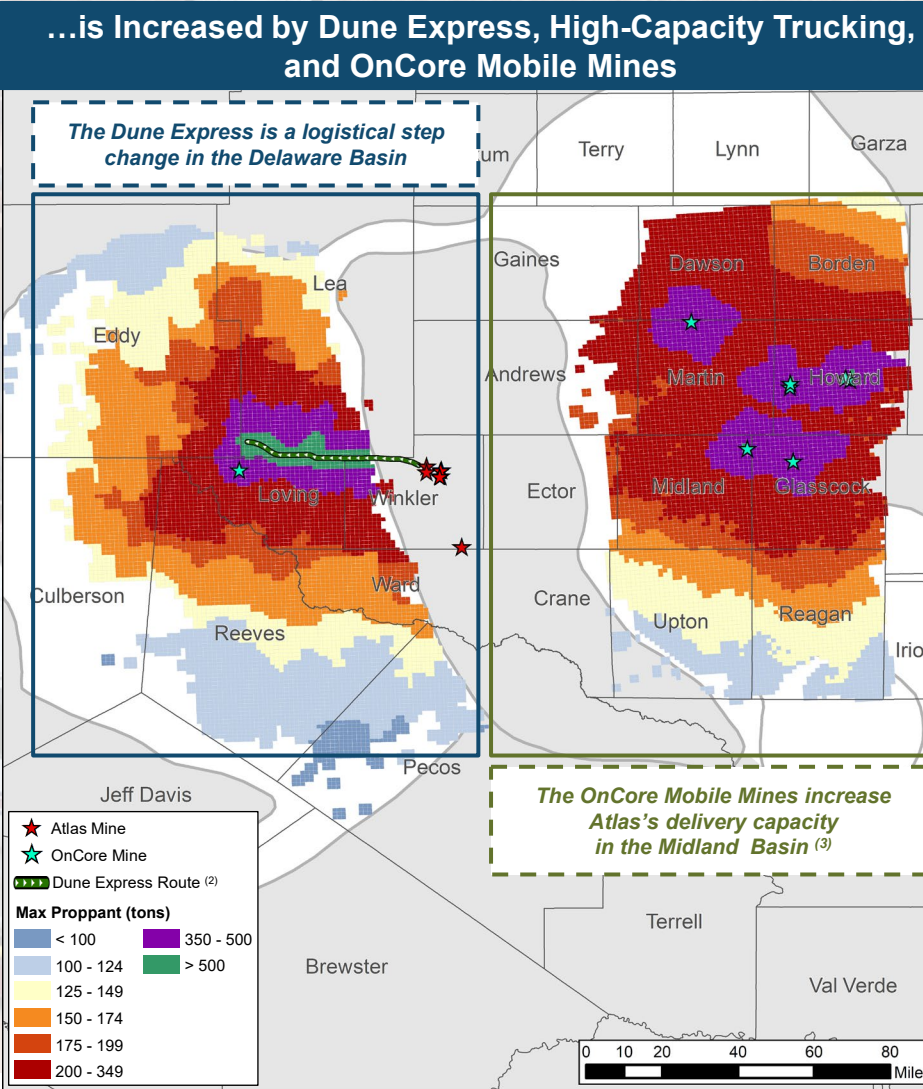 …is Increased by Dune Express, High-Capacity Trucking,
and OnCore Mobile Mines
The Dune Express is a logistical step
change in the Delaware Basin
um
Terry
Lynn
Garza
Gaines
Dawson
Borden
Lea
Eddy
Andrews
Martin
Howard
Loving
Winkler
Ector
Midland
Glasscock
Culberson
Ward
Crane
Reeves
Upton
Reagan
Irio
Pecos
Jeff Davis
The OnCore Mobile Mines increase
Atlas's delivery capacity
in the Midland Basin (3)
Atlas Mine
OnCore Mine
Dune Express Route (2)
Max Proppant (tons)
< 100
350 - 500
100 - 124
> 500
125 - 149
150 - 174
175 - 199
200 - 349
Terrell
Brewster
Val Verde
0 10 20 40 60 80
Mile